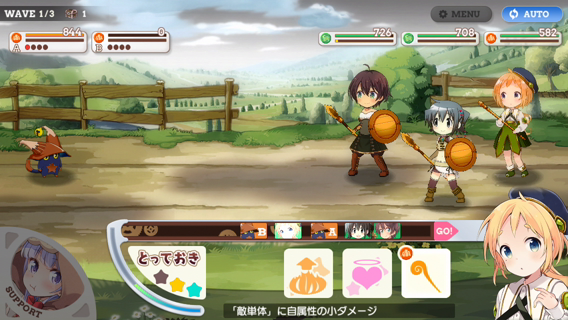 WAVE 1/3 1
MENU
AUTO
844
A
0
B
726
708
582
B
A
GO!
とっておき
SUPPORT
「敵単体」に自属性の小ダメージ